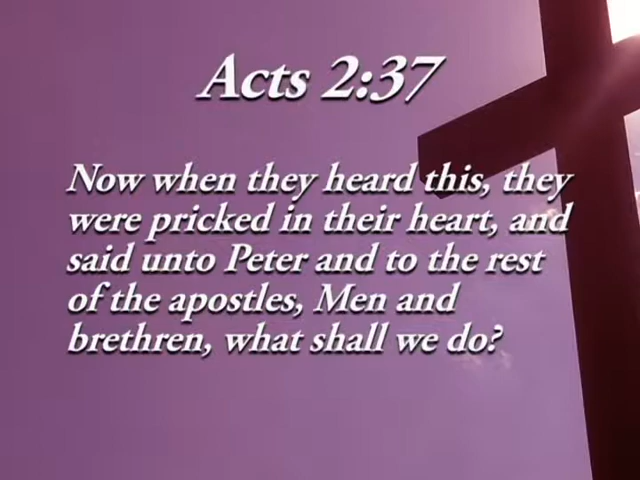 Acts 2:37
Now when they heard this, they
were pricked in their heart, and
said unto Peter and to the rest
of the apostles, Men and
brethren, what shall we do?